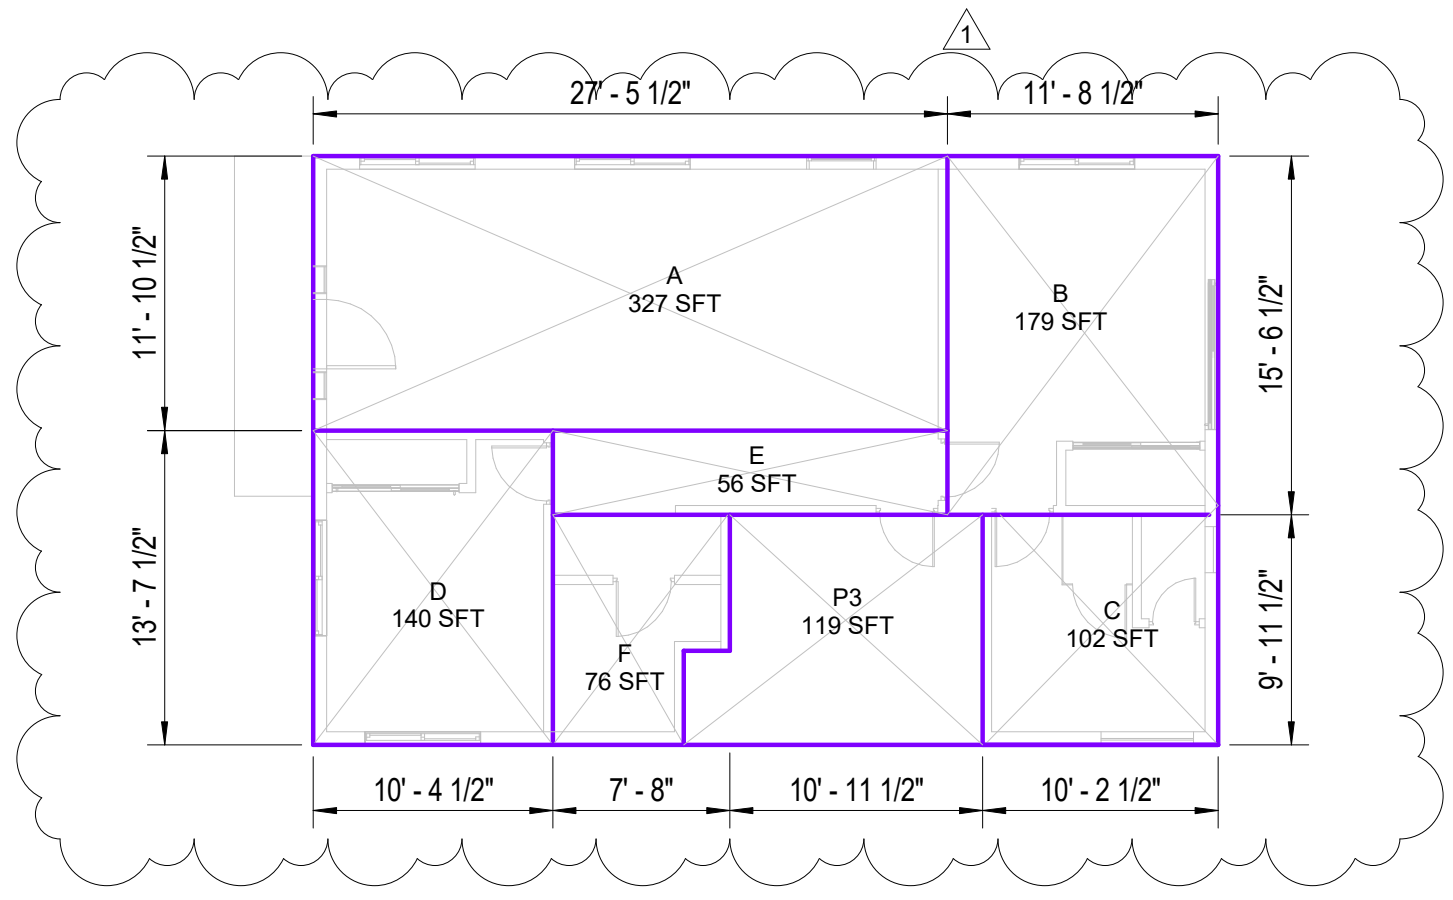 1
27' - 5 1/2"
11' - 8 1/2"
11' - 10 1/2"
13' - 7 1/2"
A
327 SFT
B
179 SFT
15' - 6 1/2"
E
56 SFT
D
140 SFT
F
76 SFT
P3
119 SFT
C
102 SFT
9' - 11 1/2"
10' - 4 1/2"
7' - 8"
10' - 11 1/2"
10' - 2 1/2"